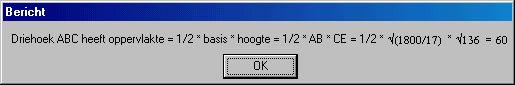 Bericht
Driehoek ABC heeft oppervlakte = 1/2 * basis * hoogte = 1/2 * AB * CE = 1/2 * √(1800/17) * √136 = 60
OK